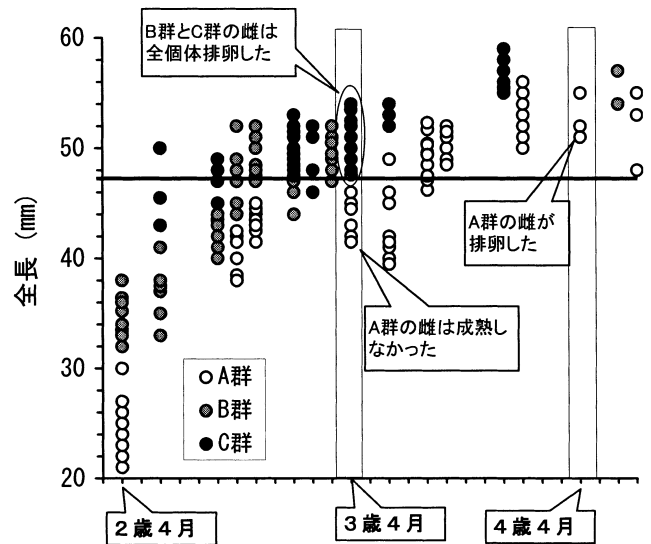 B群とC群の雌は
全個体排卵した
60
50
40
30
20
全長 (mm)
A群の雌が
排卵した
A群の雌は成熟し
なかった
A群
B群
C群
2歳4月
3歳4月
4歳4月